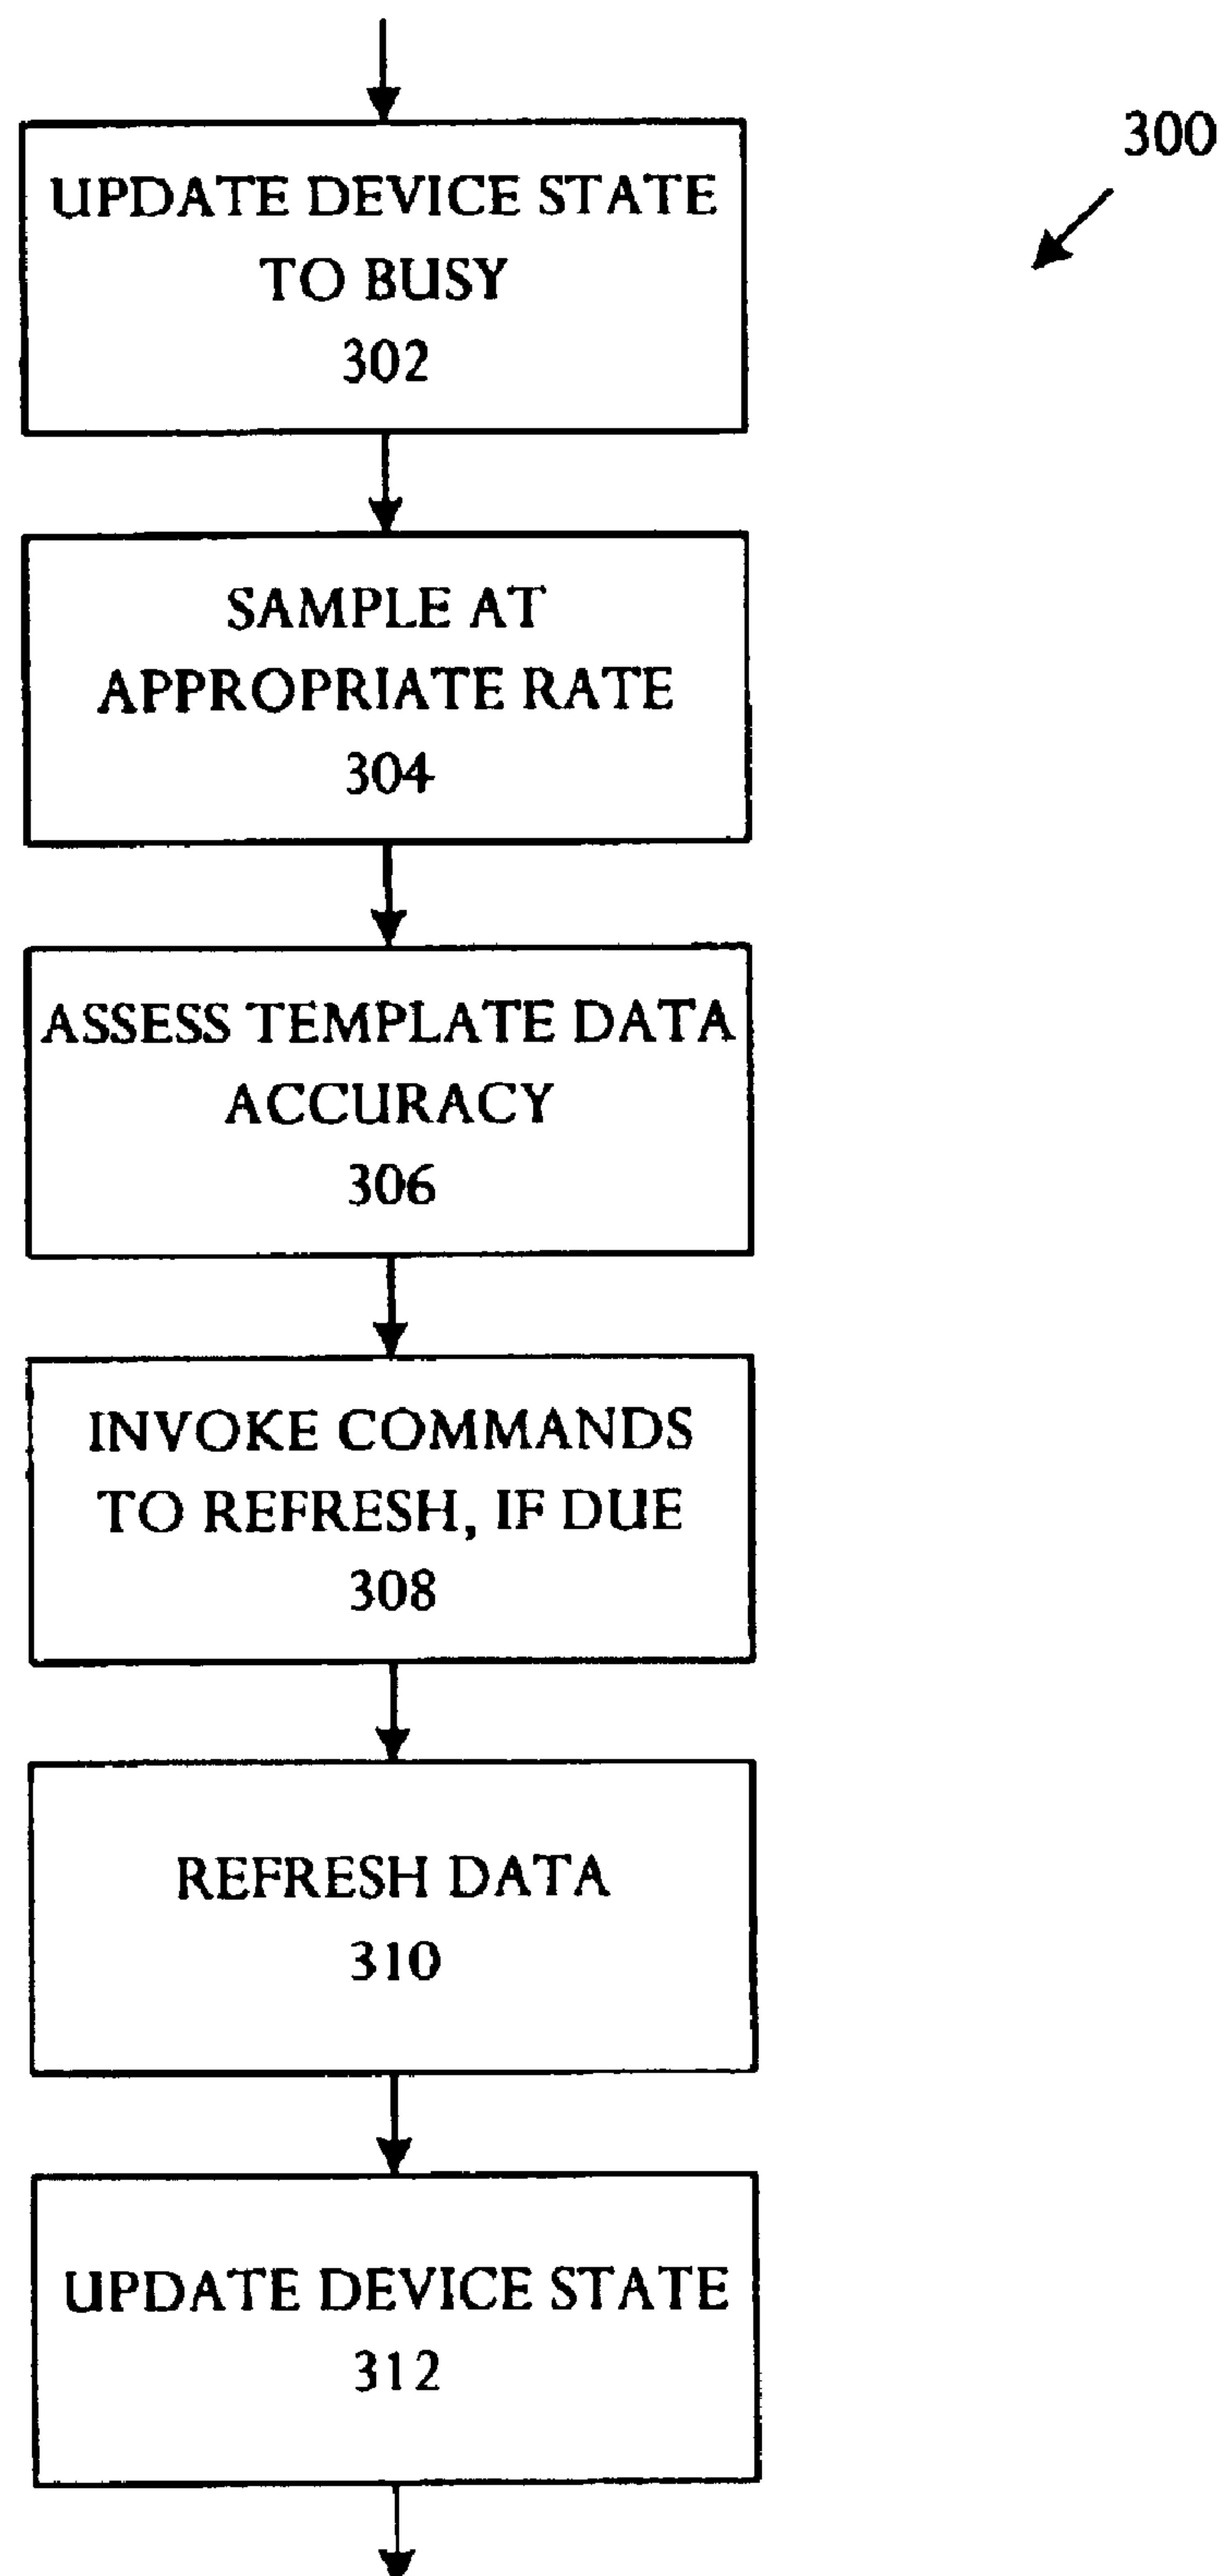 300
UPDATE DEVICE STATE
TO BUSY
302
SAMPLE AT
APPROPRIATE RATE
304
ASSESS TEMPLATE DATA
ACCURACY
306
INVOKE COMMANDS
TO REFRESH, IF DUE
308
REFRESH DATA
310
UPDATE DEVICE STATE
312